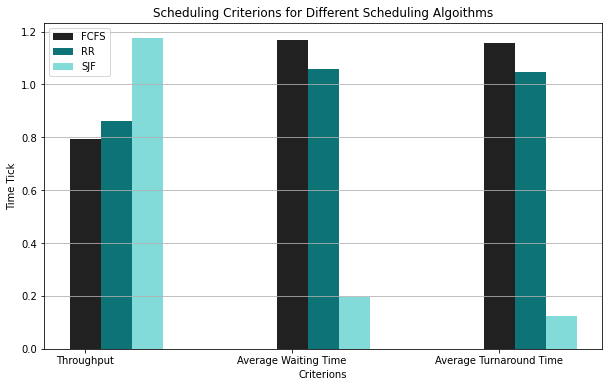 Scheduling Criterions for Different Scheduling Algoithms
FCFS
RR
SJF
1.2
1.0
0.8
0.6
0.4
0.2
0.0
Time Tick
Throughput
Average Waiting Time
Average Turnaround Time
Criterions